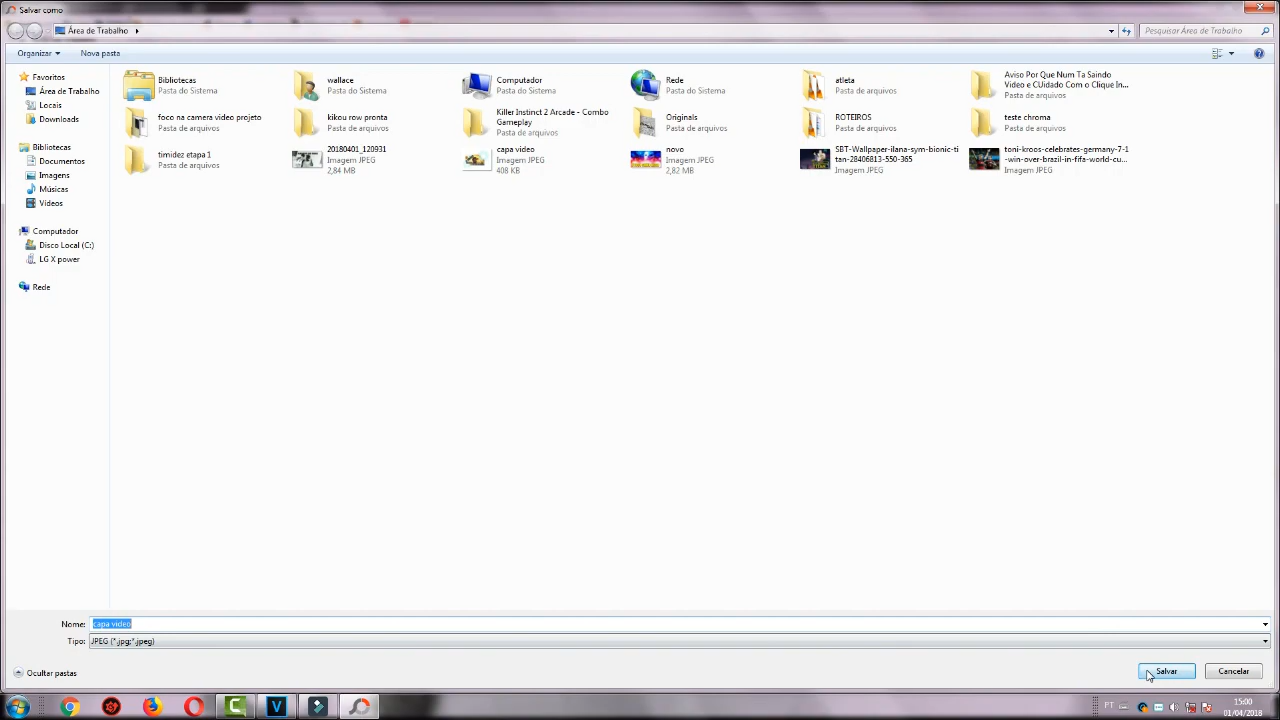 Salvar como
Área de Trabalho
Pesquisar Área de Trabalho
Organizar
Nova pasta
Favoritos
Área de Trabalho
Locais
Downloads
Bibliotecas
Documentos
Imagens
Músicas
Vídeos
Computador
Disco Local (C:)
LG X power
Rede
Bibliotecas
Pasta do Sistema
wallace
Pasta do Sistema
Computador
Pasta do Sistema
Rede
Pasta do Sistema
atleta
Pasta de arquivos
Aviso Por Que Num Ta Saindo
Video e CUidado Com o Clique In...
Pasta de arquivos
foco na camera video projeto
Pasta de arquivos
kikou row pronta
Pasta de arquivos
Killer Instinct 2 Arcade - Combo
Gameplay
Pasta de arquivos
Originals
Pasta de arquivos
ROTEIROS
Pasta de arquivos
teste chroma
Pasta de arquivos
timidez etapa 1
Pasta de arquivos
20180401_120931
Imagem JPEG
2,84 MB
capa video
Imagem JPEG
408 KB
novo
Imagem JPEG
2,82 MB
SBT-Wallpaper-ilana-sym-bionic-ti
tan-28406813-550-365
Imagem JPEG
toni-kroos-celebrates-germany-7-1
-win-over-brazil-in-fifa-world-cu...
Imagem JPEG
Nome: capa video
Tipo: JPEG (*.jpg;*.jpeg)
Ocultar pastas
Salvar
Cancelar
PT
15:00
01/04/2018